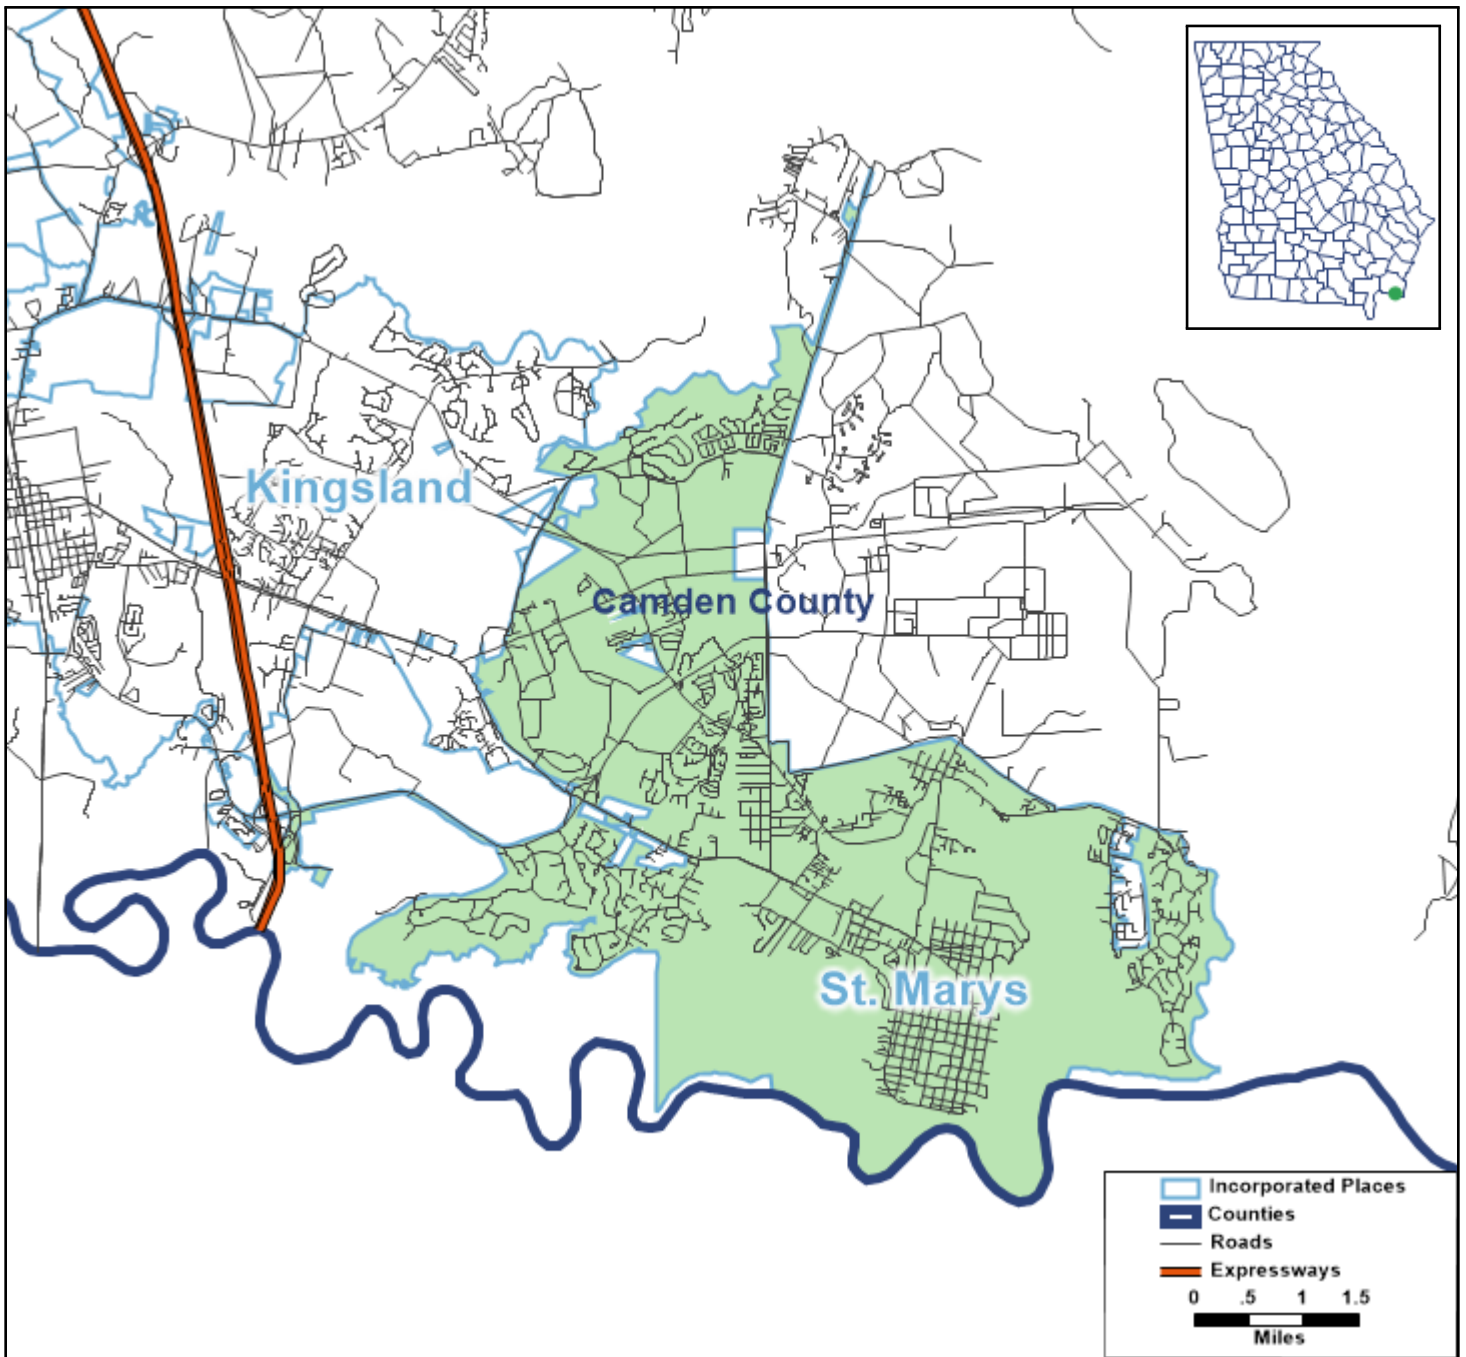 Kingsland
Camden County
St. Marys
Incorporated Places
Counties
Roads
Expressways
0 .5 1 1.5
Miles